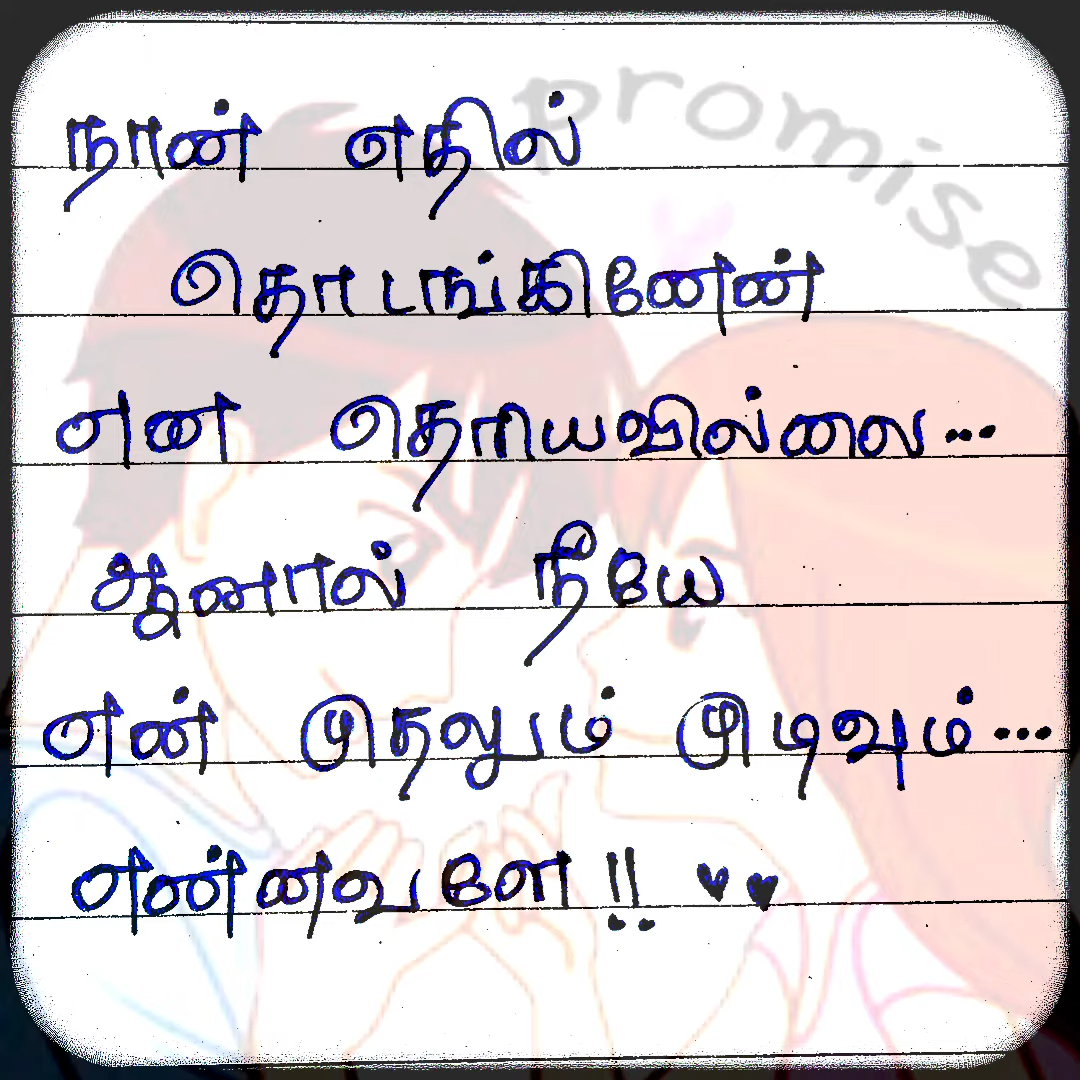 promise
நான் எதில்
தொடங்கினேன்
என தெரியவில்லை...
ஆனால் நீயே
என் முதலும் முடிவும்...
என்னவளே !! ♥♥